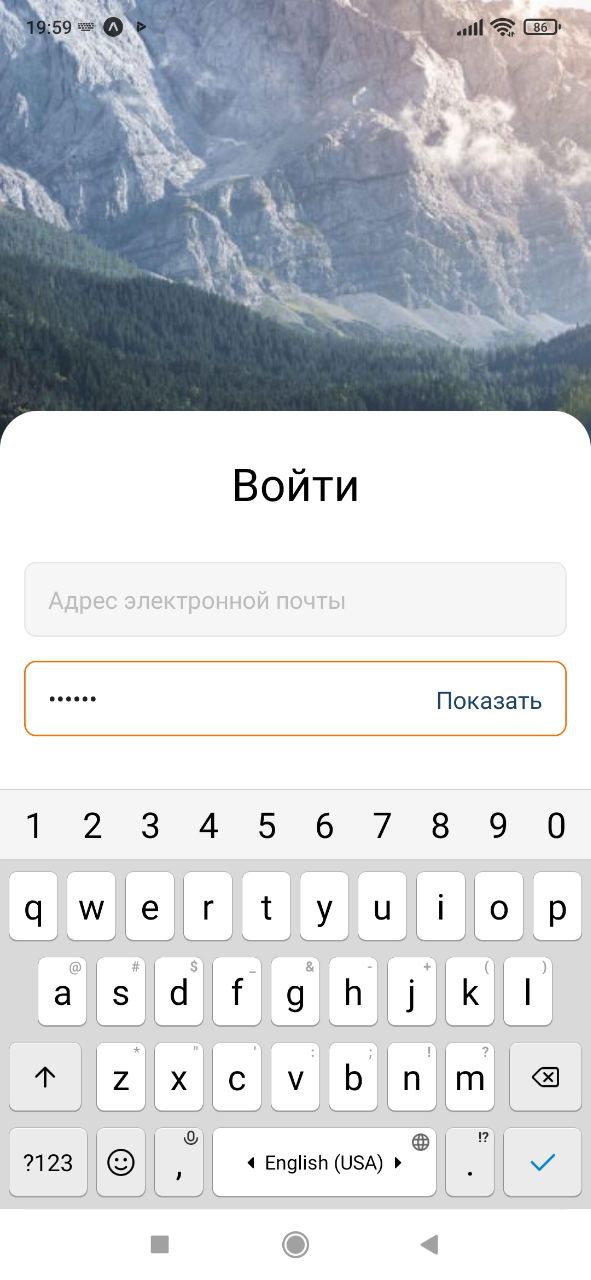 19:59
86
Войти
Адрес электронной почты
•••••• Показать
1 2 3 4 5 6 7 8 9 0
q w e r t y u i o p
@ # $ _ & - + ( )
a s d f g h j k l
* " ' : ; ! ?
z x c v b n m
!?
?123 , English (USA) .